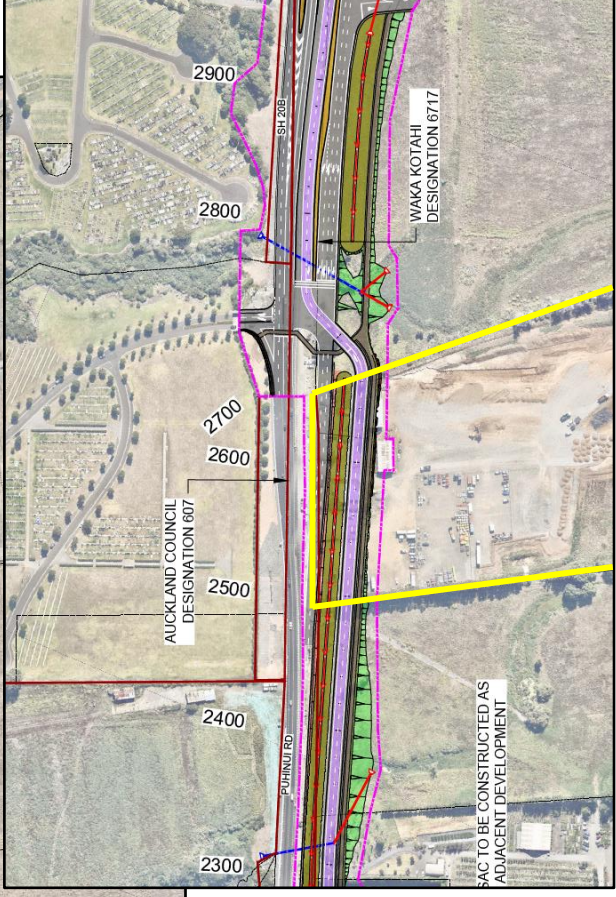 2900
SH 20B
WAKA KOTAHI
DESIGNATION 6717
2800
2700
2600
AUCKLAND COUNCIL
DESIGNATION 607
2500
2400
PUHINUI RD
SAC TO BE CONSTRUCTED AS
ADJACENT DEVELOPMENT
2300